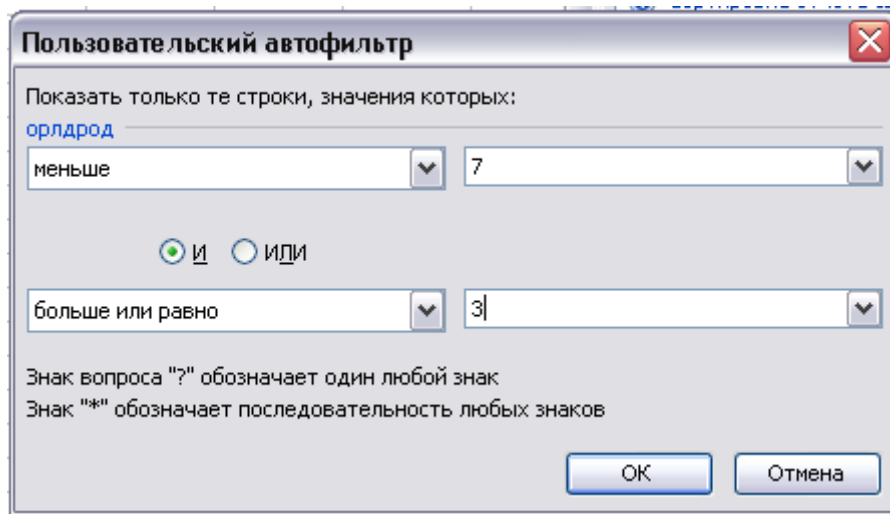 Пользовательский автофильтр
Показать только те строки, значения которых:
орлдрод
меньше 7
И ИЛИ
больше или равно 3
Знак вопроса "?" обозначает один любой знак
Знак "*" обозначает последовательность любых знаков
ОК Отмена